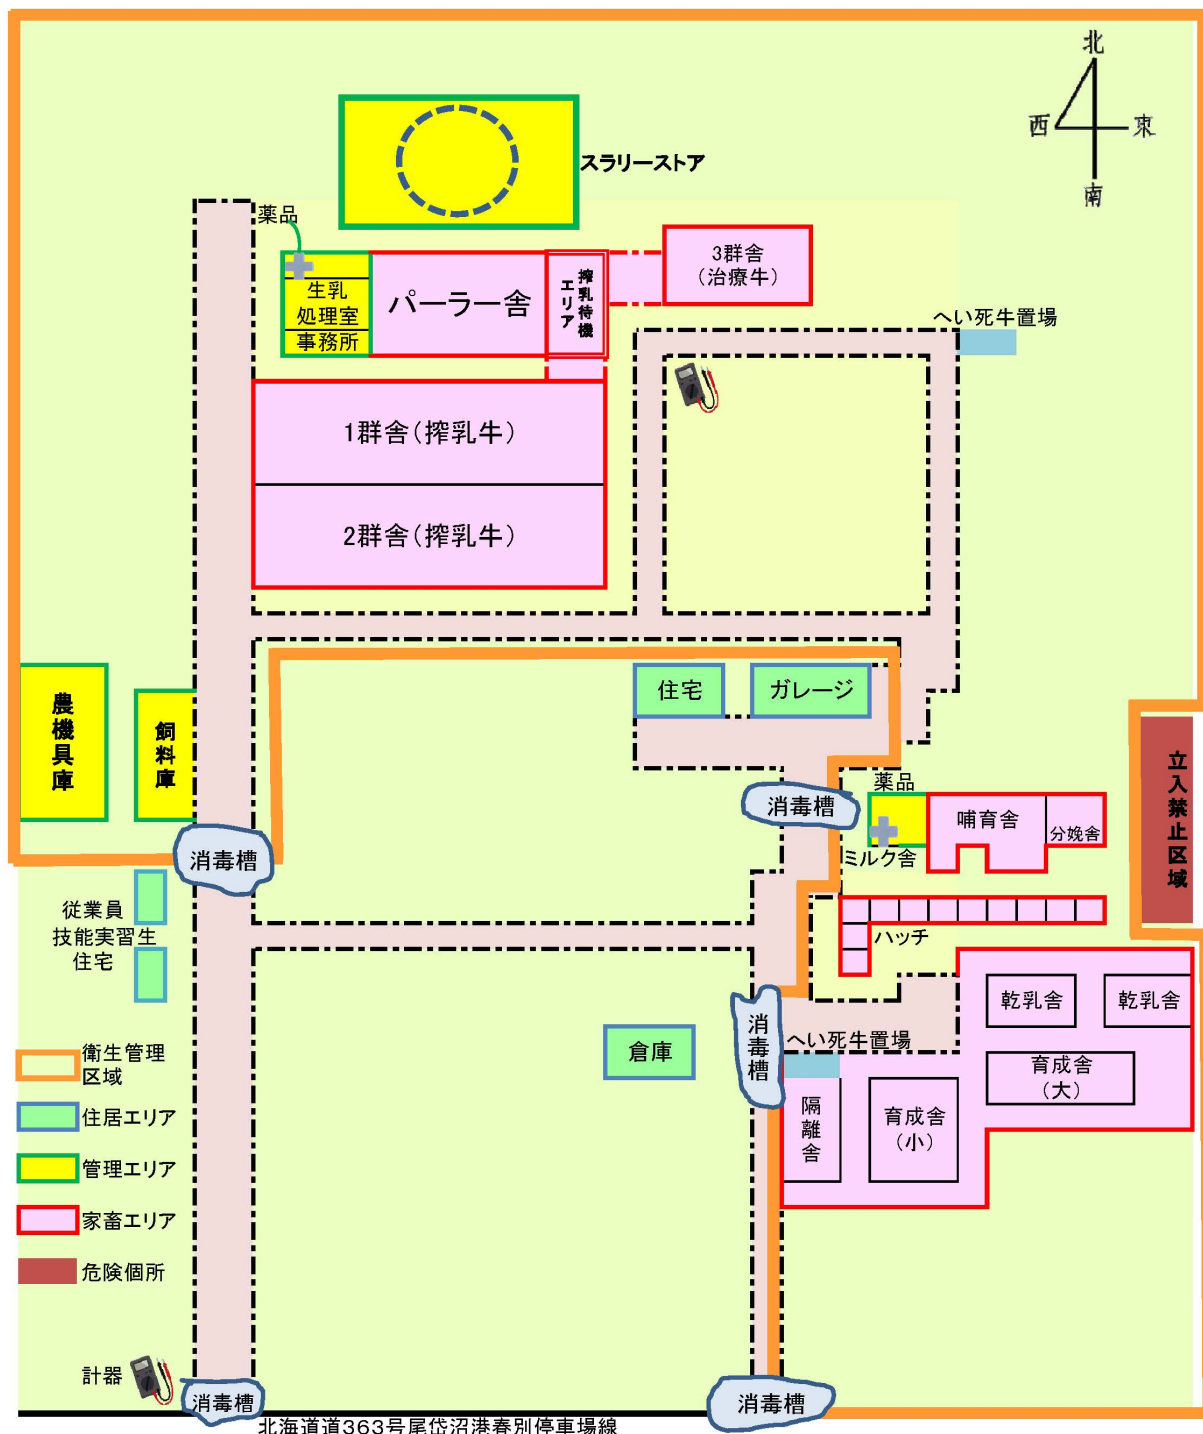 北
西
東
南
スラリーストア
薬品
生乳
処理室
事務所
パーラー舎
搾乳待機
エリア
3群舎
(治療牛)
へい死牛置場
1群舎(搾乳牛)
2群舎(搾乳牛)
農機具庫
飼料庫
住宅
ガレージ
立入禁止区域
消毒槽
薬品
哺育舎
分娩舎
ミルク舎
消毒槽
従業員
技能実習生
住宅
ハッチ
乾乳舎
乾乳舎
消毒槽
へい死牛置場
倉庫
育成舎
(大)
隔離舎
育成舎
(小)
衛生管理
区域
住居エリア
管理エリア
家畜エリア
危険個所
計器
消毒槽
消毒槽
北海道道363号尾岱沼港春別停車場線